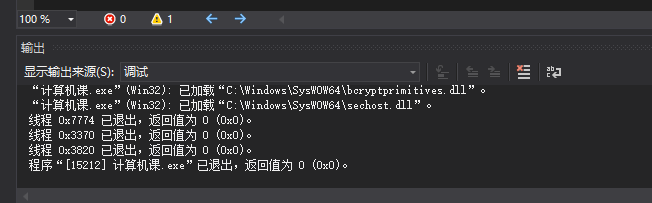 100 %
0
1
输出
显示输出来源(S): 调试
“计算机课.exe”(Win32): 已加载“C:\Windows\SysWOW64\bcryptprimitives.dll”。
“计算机课.exe”(Win32): 已加载“C:\Windows\SysWOW64\sechost.dll”。
线程 0x7774 已退出，返回值为 0 (0x0)。
线程 0x3370 已退出，返回值为 0 (0x0)。
线程 0x3820 已退出，返回值为 0 (0x0)。
程序“[15212] 计算机课.exe”已退出，返回值为 0 (0x0)。